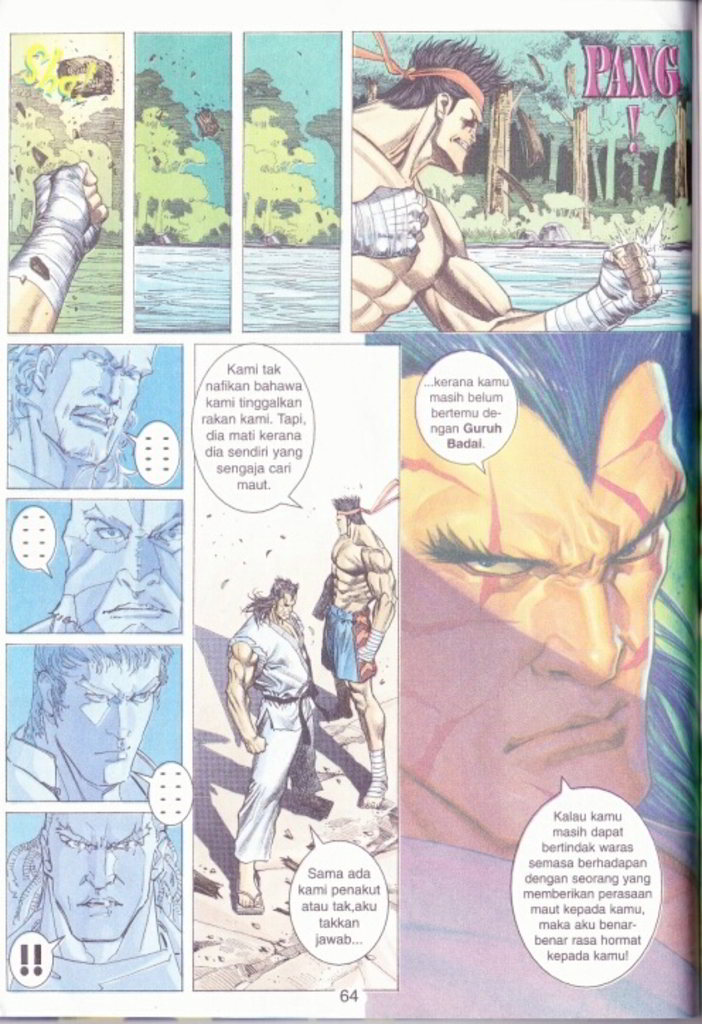 Sha!
PANG
!
......
Kami tak
nafikan bahawa
kami tinggalkan
rakan kami. Tapi,
dia mati kerana
dia sendiri yang
sengaja cari
maut.
...kerana kamu
masih belum
bertemu de-
ngan Guruh
Badai.
......
......
!!
Sama ada
kami penakut
atau tak,aku
takkan
jawab...
Kalau kamu
masih dapat
bertindak waras
semasa berhadapan
dengan seorang yang
memberikan perasaan
maut kepada kamu,
maka aku benar-
benar rasa hormat
kepada kamu!
64